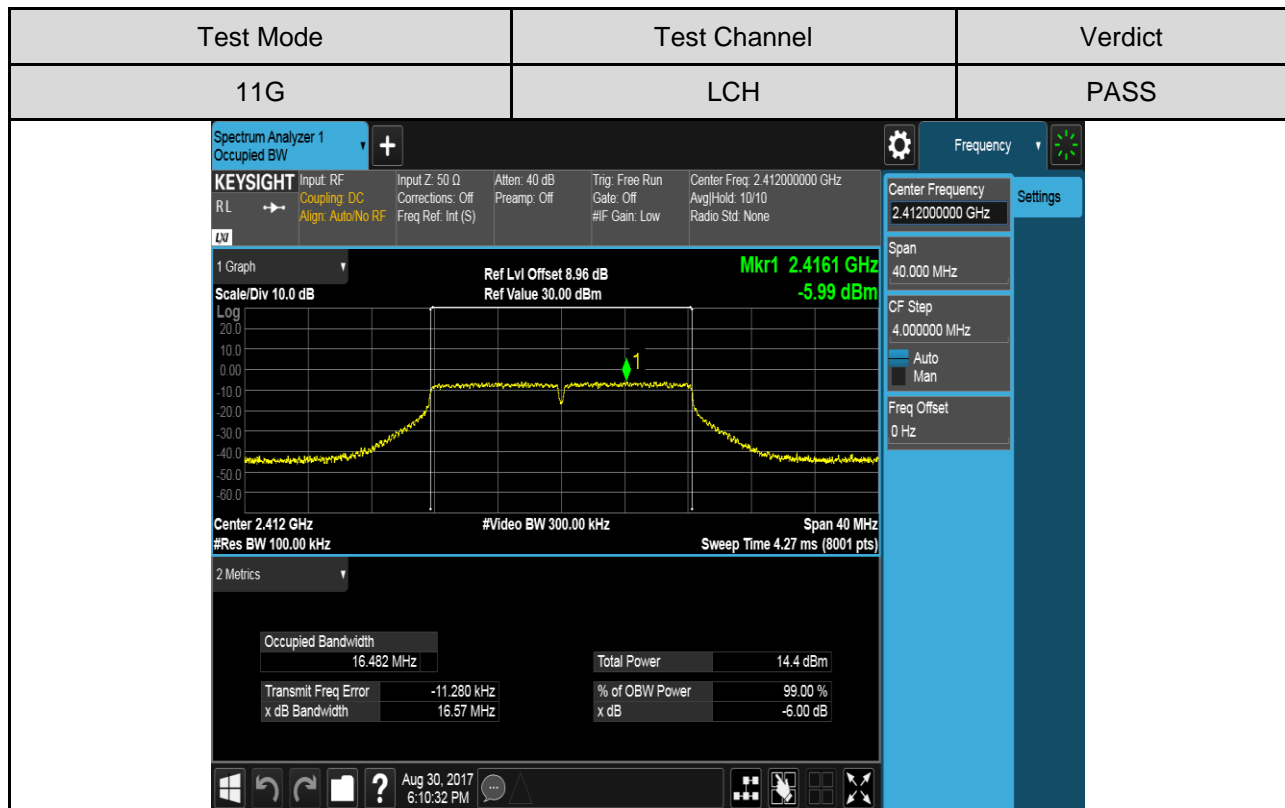 Test Mode Test Channel Verdict
11G LCH PASS
Spectrum Analyzer 1
Occupied BW
+
Frequency
KEYSIGHT Input: RF Input Z: 50 Ω Atten: 40 dB Trig: Free Run Center Freq: 2.412000000 GHz
RL Coupling: DC Corrections: Off Preamp: Off Gate: Off Avg|Hold: 10/10
Align: Auto/No RF Freq Ref: Int (S) #IF Gain: Low Radio Std: None
LXI
Center Frequency
2.412000000 GHz
Settings
Span
40.000 MHz
CF Step
4.000000 MHz
Auto
Man
Freq Offset
0 Hz
1 Graph
Scale/Div 10.0 dB
Ref Lvl Offset 8.96 dB
Ref Value 30.00 dBm
Mkr1 2.4161 GHz
-5.99 dBm
Log
20.0
10.0
0.00
-10.0
-20.0
-30.0
-40.0
-50.0
-60.0
1
Center 2.412 GHz #Video BW 300.00 kHz Span 40 MHz
#Res BW 100.00 kHz Sweep Time 4.27 ms (8001 pts)
2 Metrics
Occupied Bandwidth
16.482 MHz
Total Power 14.4 dBm
Transmit Freq Error -11.280 kHz % of OBW Power 99.00 %
x dB Bandwidth 16.57 MHz x dB -6.00 dB
? Aug 30, 2017
6:10:32 PM